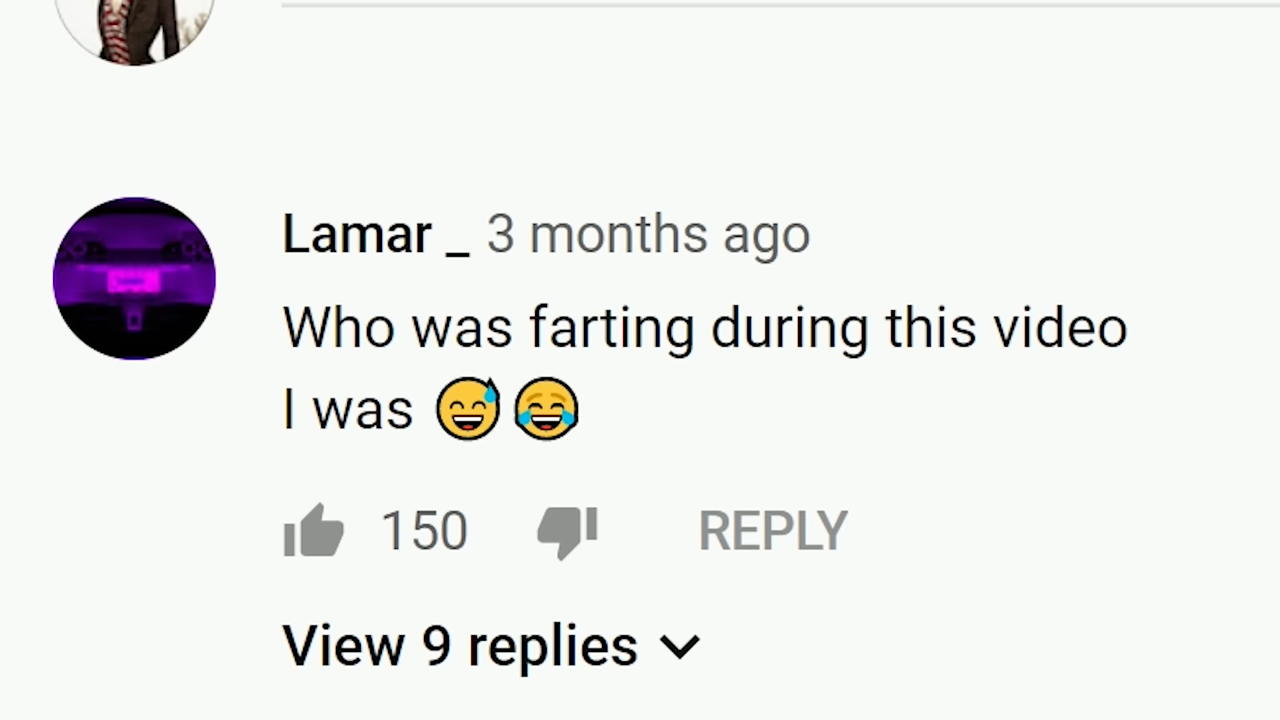 Lamar _ 3 months ago
Who was farting during this video
I was 😅😂
150 REPLY
View 9 replies